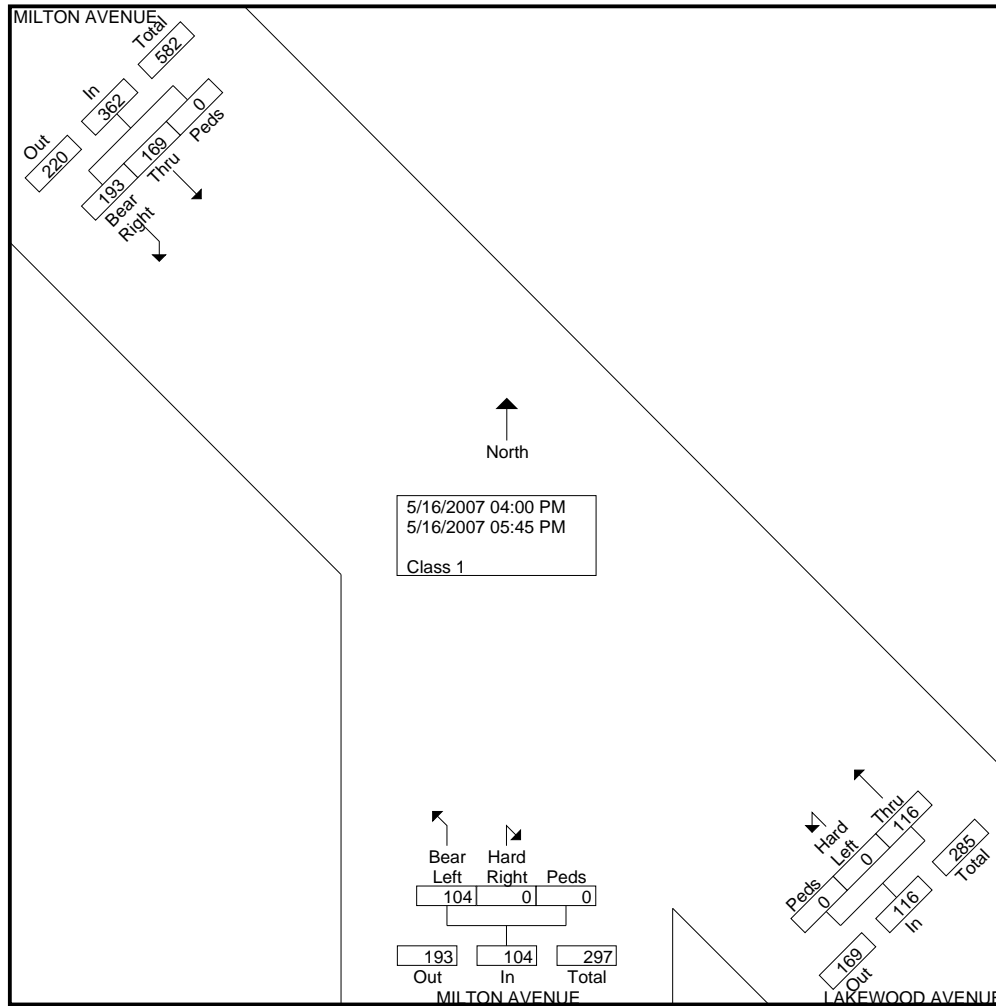 MILTON AVENUE
Total
582
In
362
Out
220
0
Peds
169
Thru
193
Bear
Right
North
5/16/2007 04:00 PM
5/16/2007 05:45 PM
Class 1
Bear
Left
Hard
Right
Peds
104
0
0
193
104
297
Out
In
Total
MILTON AVENUE
Thru
116
Hard
Left
0
Peds
0
285
Total
116
In
169
Out
LAKEWOOD AVENUE